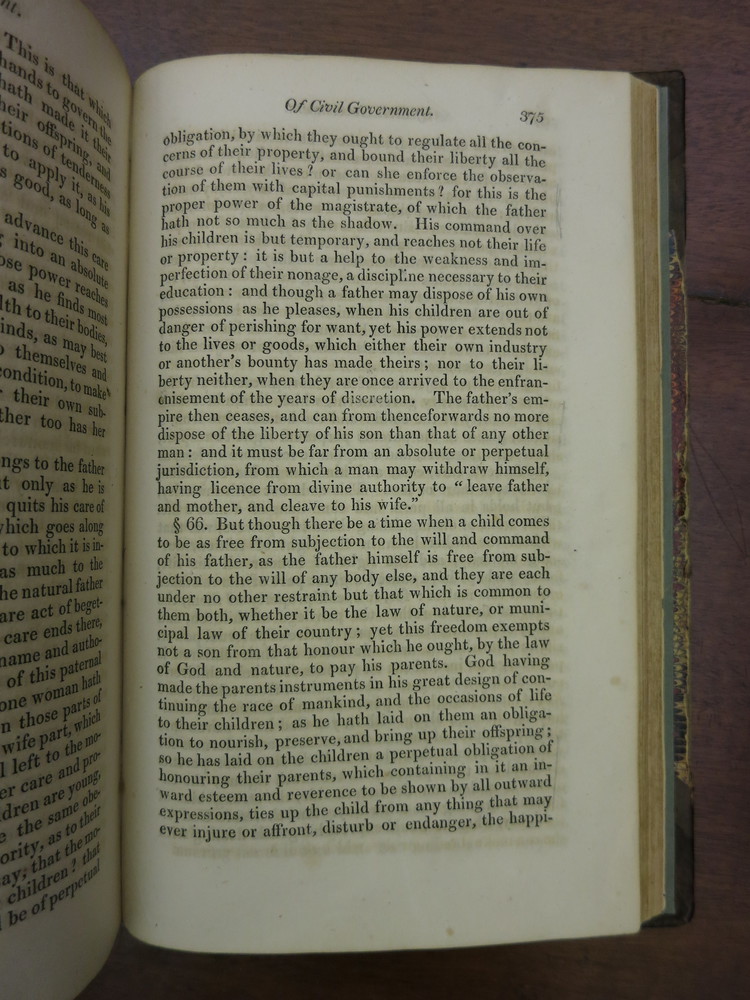 nt.
This is that which
hands to govern the
hath made it their
heir offspring, and
tions of tenderness
to apply it, as his
s good, as long as
advance this care
into an absolute
ose power reaches
as he finds most
lth to their bodies,
inds, as may best
themselves and
condition, to make
their own sub-
ther too has her
ngs to the father
t only as he is
quits his care of
which goes along
to which it is in-
as much to the
he natural father
are act of beget-
care ends there,
name and autho-
of this paternal
one woman hath
n those parts of
wife part, which
l left to the mo-
er care and pro-
ldren are young,
e the same obe-
ority, as to their
ay, that the mo-
children? that
l be of perpetual
Of Civil Government. 375
obligation, by which they ought to regulate all the con-
cerns of their property, and bound their liberty all the
course of their lives? or can she enforce the observa-
tion of them with capital punishments? for this is the
proper power of the magistrate, of which the father
hath not so much as the shadow. His command over
his children is but temporary, and reaches not their life
or property: it is but a help to the weakness and im-
perfection of their nonage, a discipline necessary to their
education: and though a father may dispose of his own
possessions as he pleases, when his children are out of
danger of perishing for want, yet his power extends not
to the lives or goods, which either their own industry
or another's bounty has made theirs; nor to their li-
berty neither, when they are once arrived to the enfran-
chisement of the years of discretion. The father's em-
pire then ceases, and can from thenceforwards no more
dispose of the liberty of his son than that of any other
man: and it must be far from an absolute or perpetual
jurisdiction, from which a man may withdraw himself,
having licence from divine authority to "leave father
and mother, and cleave to his wife."
§ 66. But though there be a time when a child comes
to be as free from subjection to the will and command
of his father, as the father himself is free from sub-
jection to the will of any body else, and they are each
under no other restraint but that which is common to
them both, whether it be the law of nature, or muni-
cipal law of their country; yet this freedom exempts
not a son from that honour which he ought, by the law
of God and nature, to pay his parents. God having
made the parents instruments in his great design of con-
tinuing the race of mankind, and the occasions of life
to their children; as he hath laid on them an obliga-
tion to nourish, preserve, and bring up their offspring;
so he has laid on the children a perpetual obligation of
honouring their parents, which containing in it an in-
ward esteem and reverence to be shown by all outward
expressions, ties up the child from any thing that may
ever injure or affront, disturb or endanger, the happi-